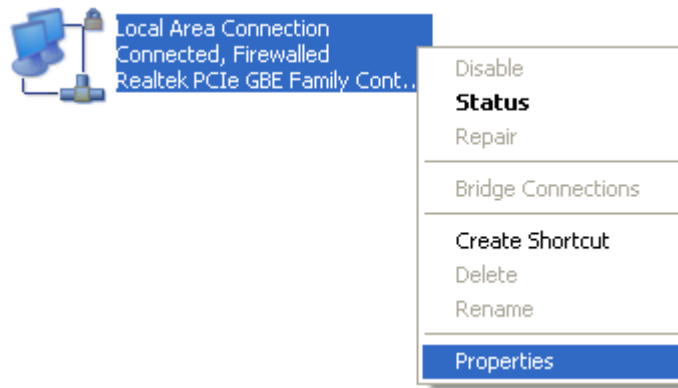 Local Area Connection
Connected, Firewalled
Realtek PCIe GBE Family Cont...
Disable
Status
Repair
Bridge Connections
Create Shortcut
Delete
Rename
Properties